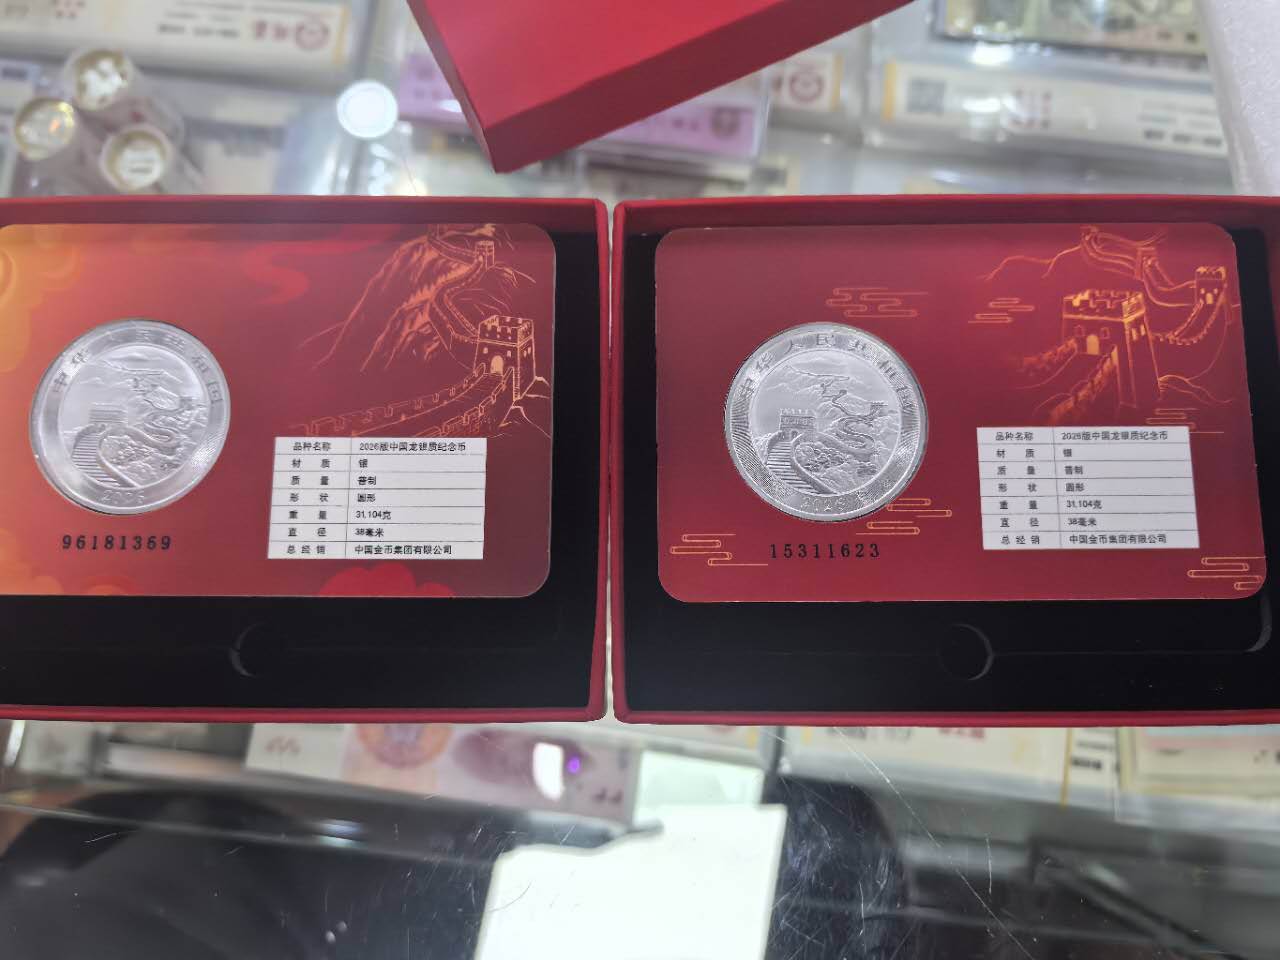 中华人民共和国
2026
96181369
品种名称 2026版中国龙银质纪念币
材 质 银
质 量 普制
形 状 圆形
重 量 31.104克
直 径 38毫米
总经销 中国金币集团有限公司
中华人民共和国
2026
15311623
品种名称 2026版中国龙银质纪念币
材 质 银
质 量 普制
形 状 圆形
重 量 31.104克
直 径 38毫米
总经销 中国金币集团有限公司